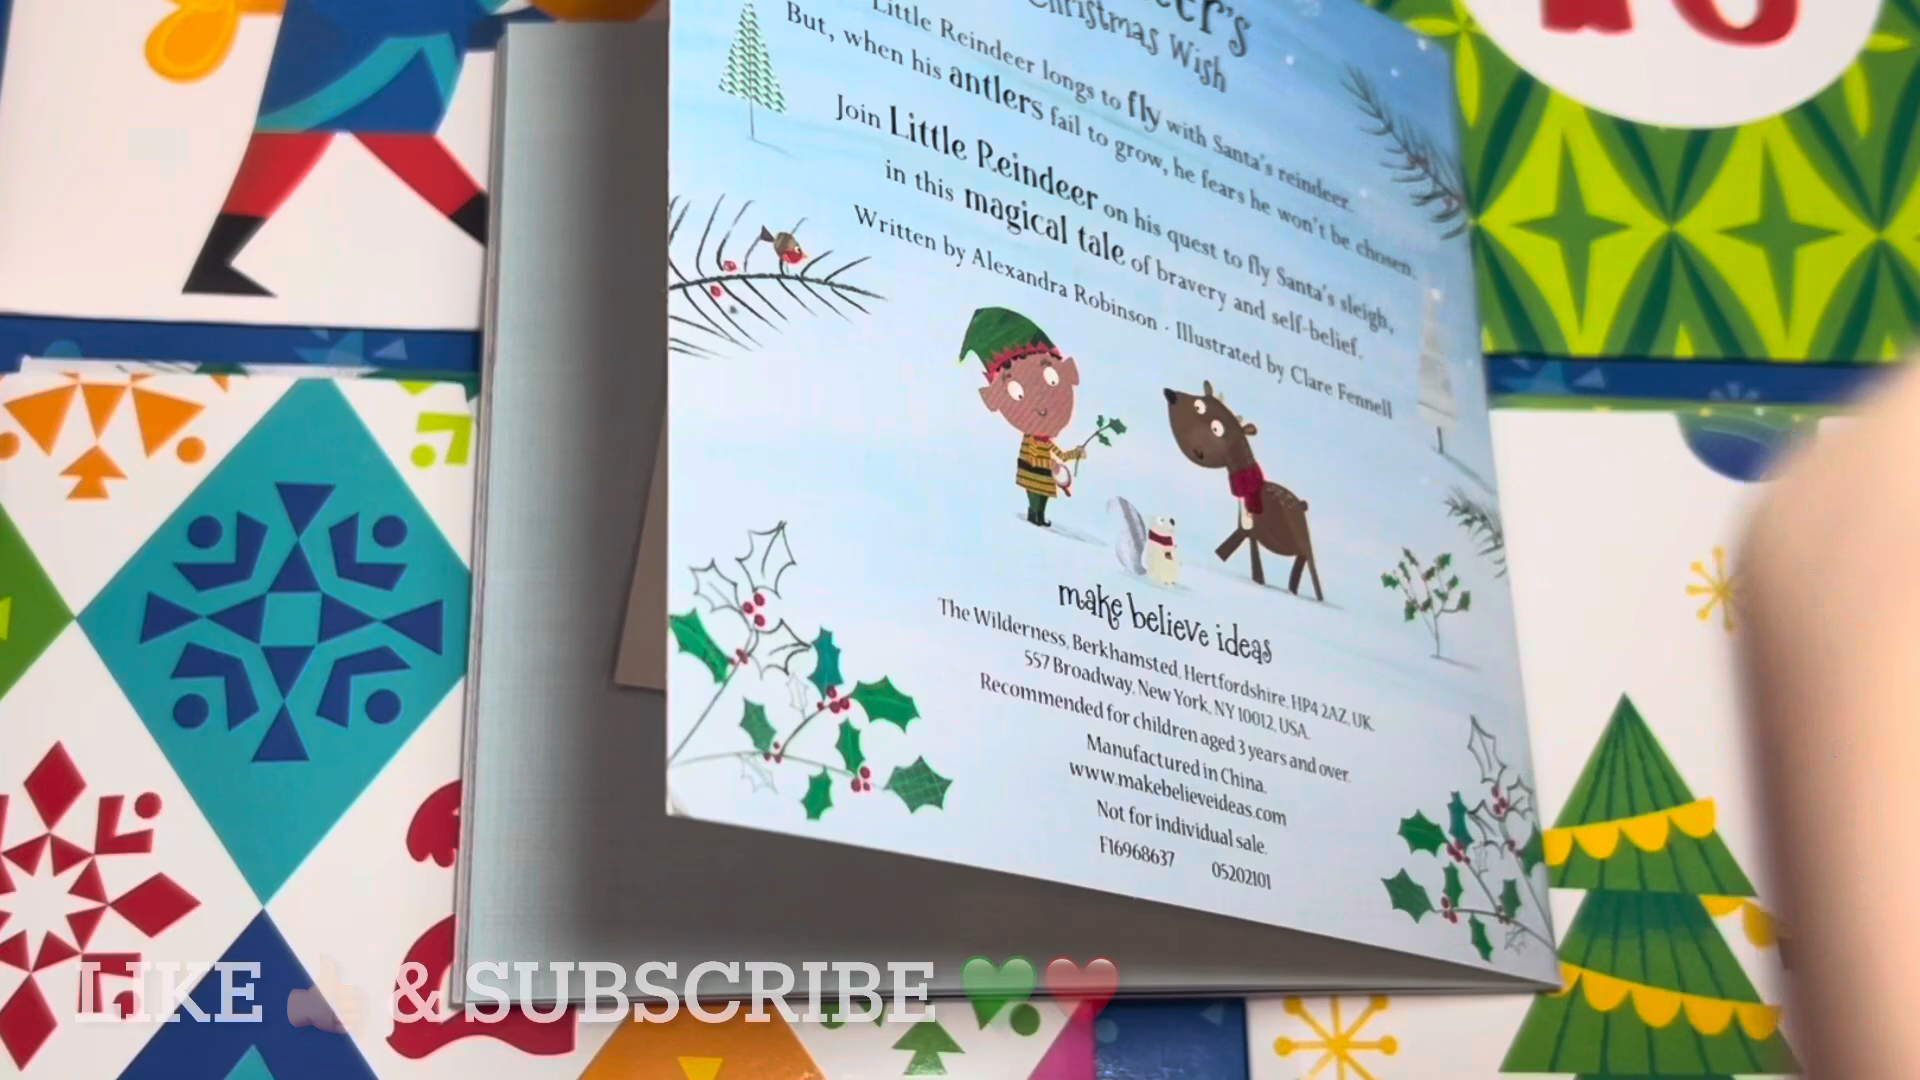 Christmas Wish
Little Reindeer longs to fly with Santa's reindeer.
But, when his antlers fail to grow, he fears he won't be chosen.
Join Little Reindeer on his quest to fly Santa's sleigh,
in this magical tale of bravery and self-belief.
Written by Alexandra Robinson · Illustrated by Clare Fennell
make believe ideas
The Wilderness, Berkhamsted, Hertfordshire, HP4 2AZ, UK.
557 Broadway, New York, NY 10012, USA.
Recommended for children aged 3 years and over.
Manufactured in China.
www.makebelieveideas.com
Not for individual sale.
F16968637 05202101
LIKE 👍🏻 & SUBSCRIBE 💚❤️